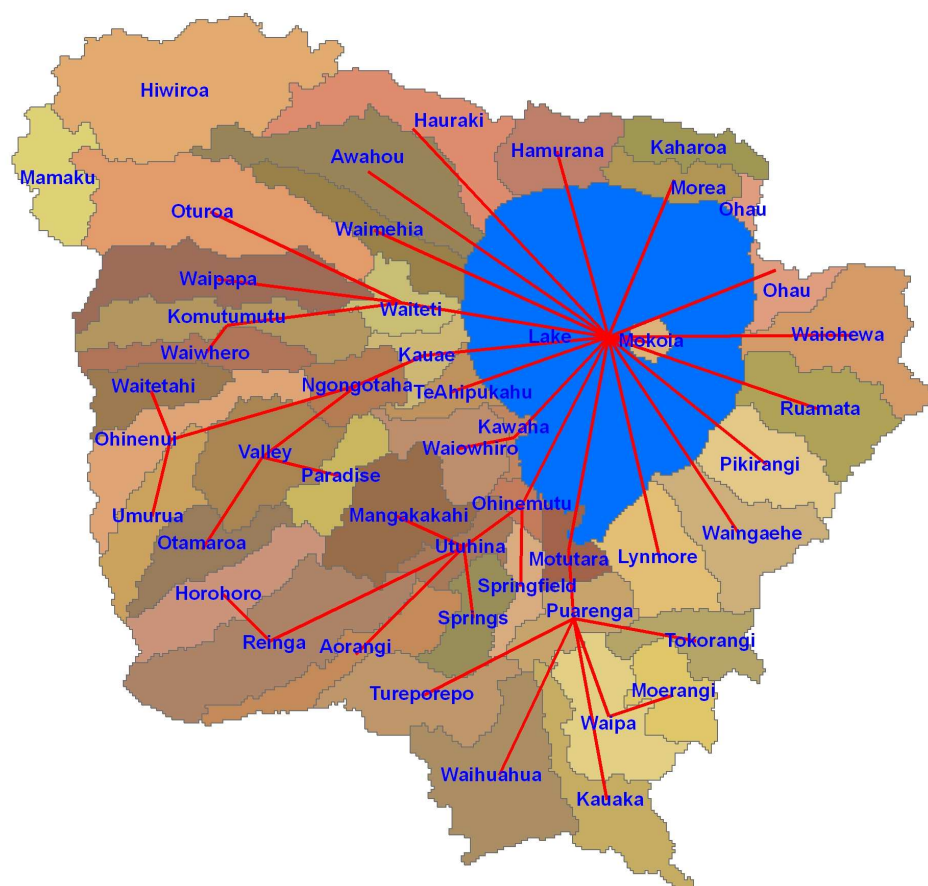 Hiwiroa
Hauraki
Hamurana
Kaharoa
Awahou
Mamaku
Morea
Oturoa
Ohau
Waimehia
Waipapa
Ohau
Waiteti
Komutumutu
Lake
Mokoia
Waiohewa
Waiwhero
Kauae
Waitetahi
Ngongotaha
TeAhipukahu
Ruamata
Kawaha
Ohinenui
Waiowhiro
Valley
Pikirangi
Paradise
Ohinemutu
Umurua
Mangakakahi
Waingaehe
Otamaroa
Utuhina
Motutara
Lynmore
Springfield
Horohoro
Puarenga
Springs
Reinga
Aorangi
Tokorangi
Tureporepo
Moerangi
Waipa
Waihuahua
Kauaka